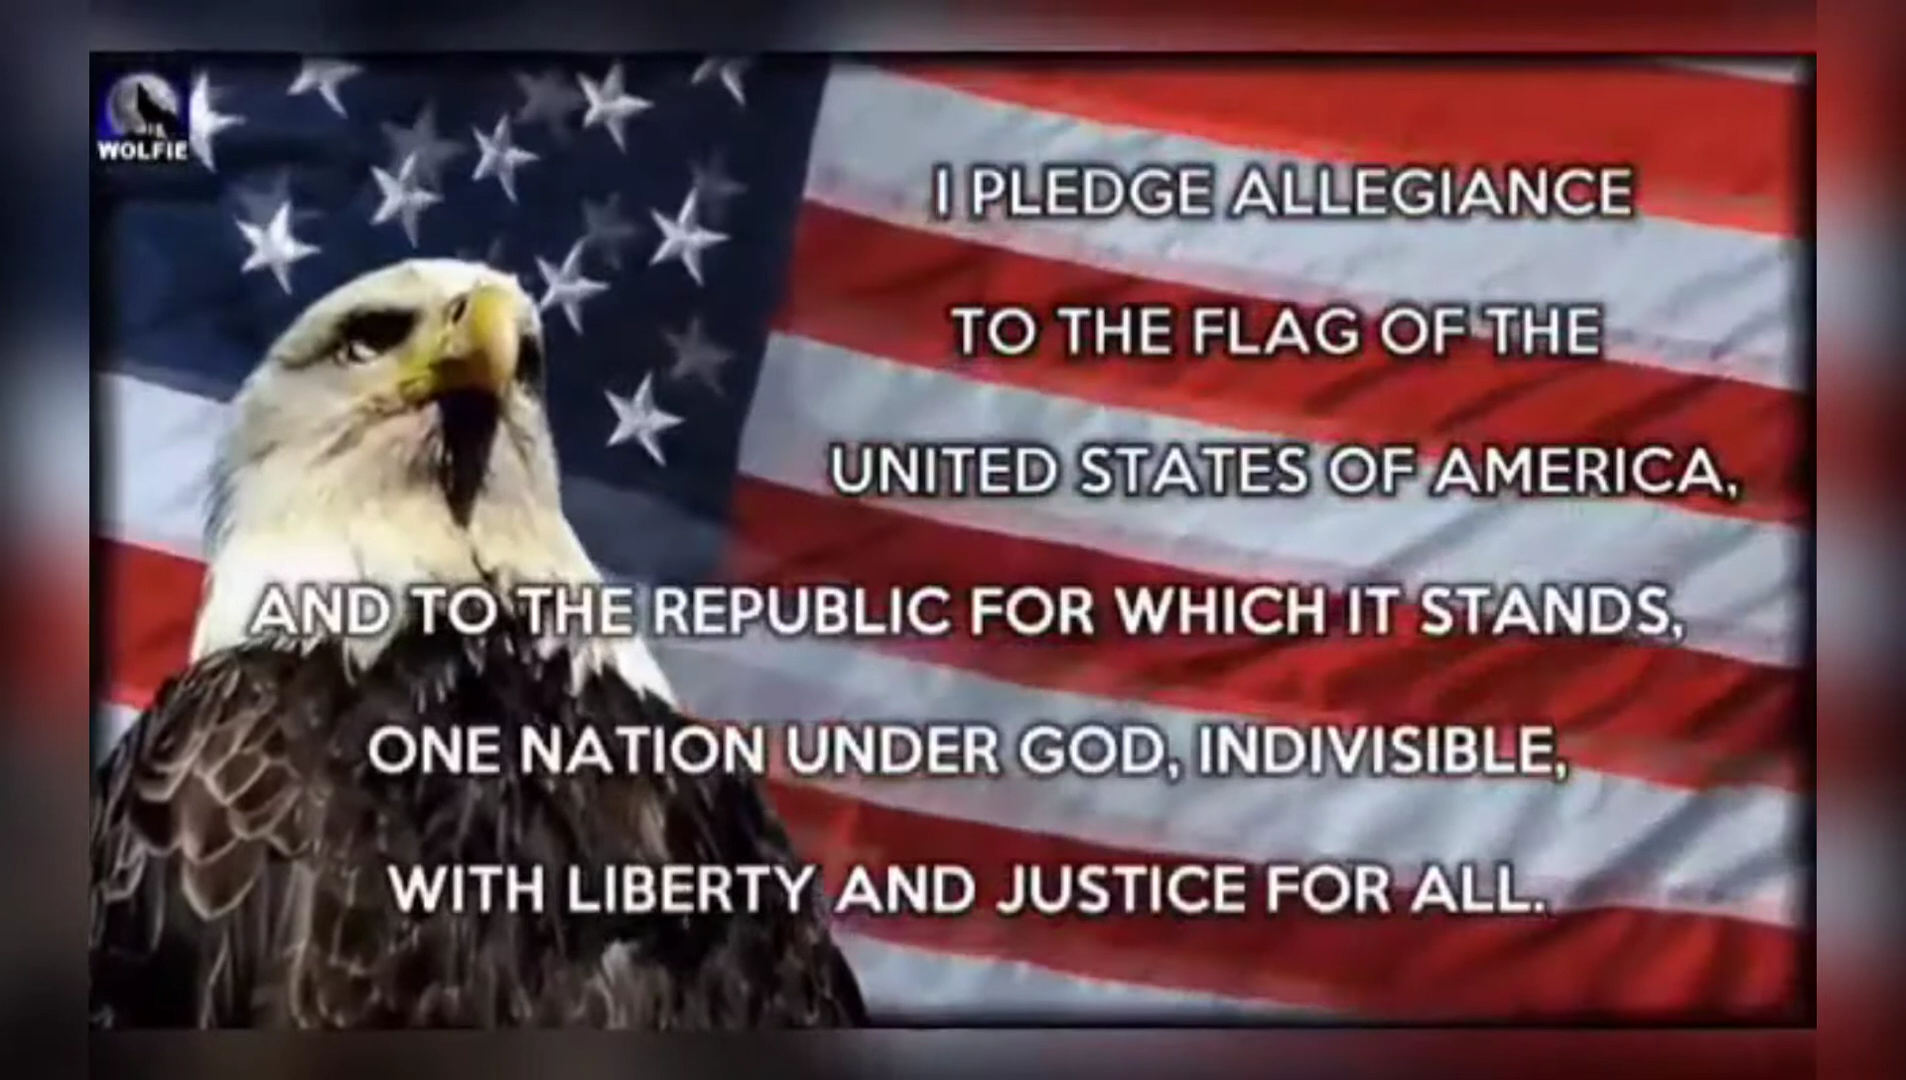 WOLFIE
I PLEDGE ALLEGIANCE
TO THE FLAG OF THE
UNITED STATES OF AMERICA,
AND TO THE REPUBLIC FOR WHICH IT STANDS,
ONE NATION UNDER GOD, INDIVISIBLE,
WITH LIBERTY AND JUSTICE FOR ALL.